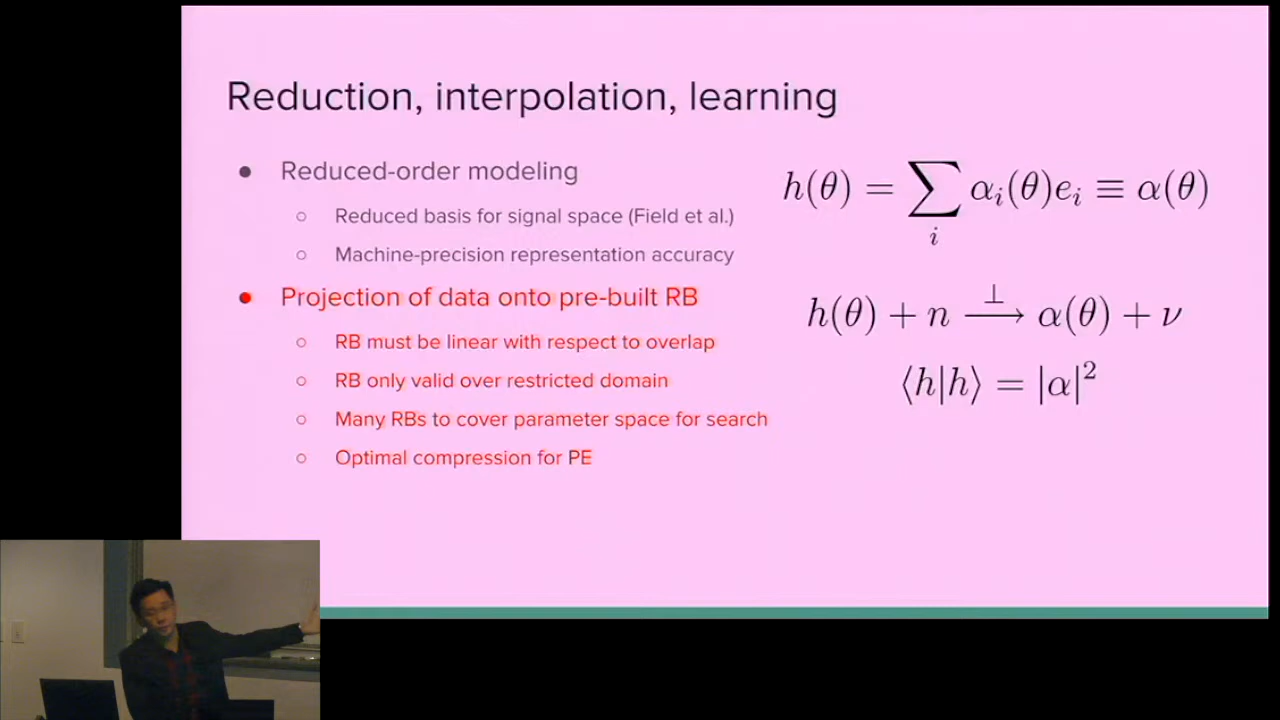 Reduction, interpolation, learning
● Reduced-order modeling
○ Reduced basis for signal space (Field et al.)
○ Machine-precision representation accuracy
● Projection of data onto pre-built RB
○ RB must be linear with respect to overlap
○ RB only valid over restricted domain
○ Many RBs to cover parameter space for search
○ Optimal compression for PE
h(θ) = ∑_i α_i(θ)e_i ≡ α(θ)
h(θ) + n ⟶^⊥ α(θ) + ν
⟨h|h⟩ = |α|²